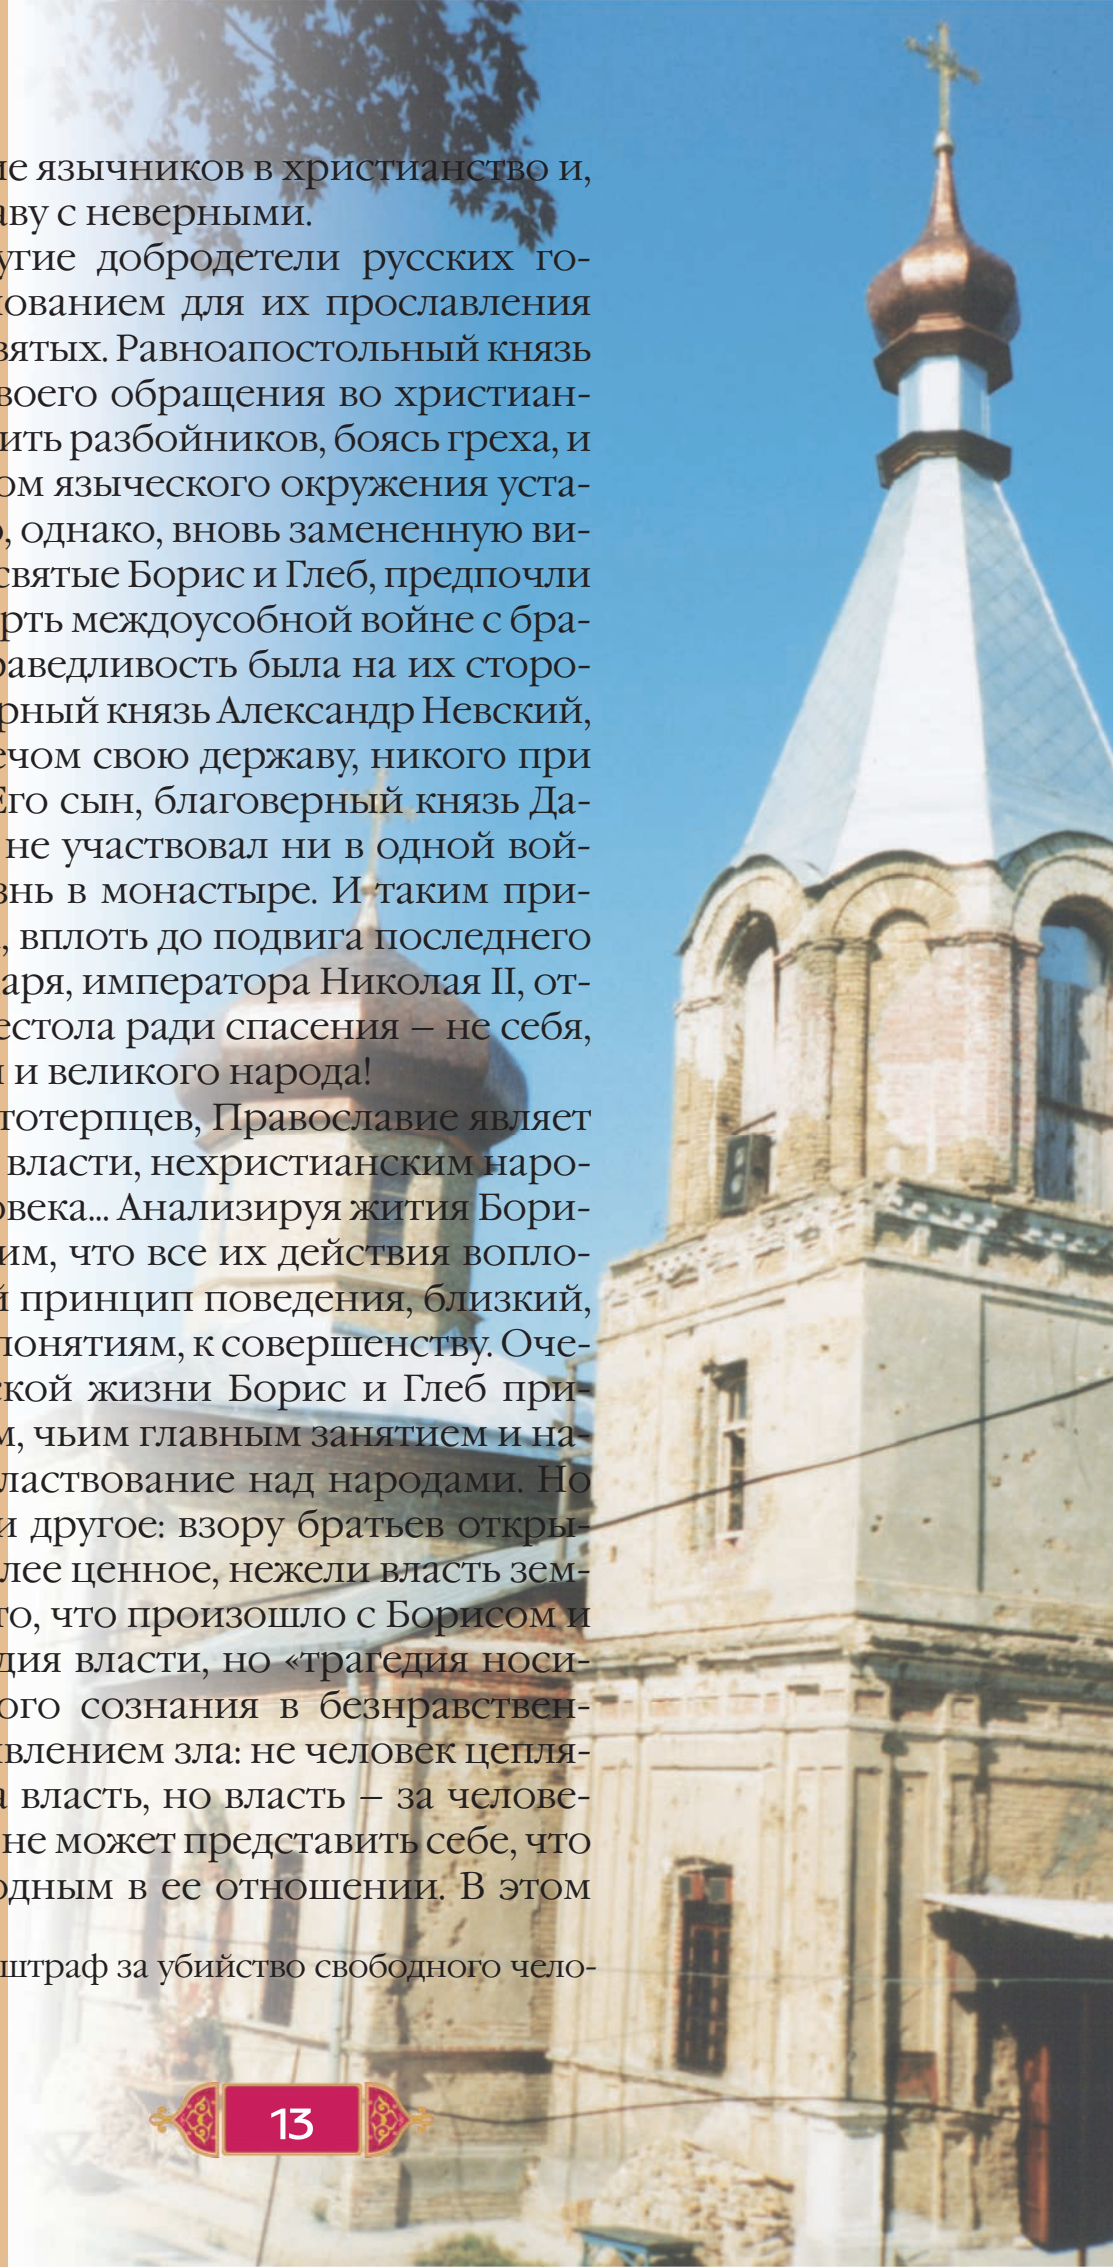 ие язычников в христианство и,
аву с неверными.
угие добродетели русских го-
нованием для их прославления
вятых. Равноапостольный князь
воего обращения во христиан-
ить разбойников, боясь греха, и
ом языческого окружения уста-
о, однако, вновь замененную ви-
святые Борис и Глеб, предпочли
рть междоусобной войне с бра-
раведливость была на их сторо-
рный князь Александр Невский,
ечом свою державу, никого при
Его сын, благоверный князь Да-
не участвовал ни в одной вой-
знь в монастыре. И таким при-
, вплоть до подвига последнего
аря, императора Николая II, от-
естола ради спасения – не себя,
и и великого народа!
тотерпцев, Православие являет
власти, нехристианским наро-
овека... Анализируя жития Бори-
им, что все их действия вопло-
й принцип поведения, близкий,
понятиям, к совершенству. Оче-
ской жизни Борис и Глеб при-
м, чьим главным занятием и на-
ластвование над народами. Но
и другое: взору братьев откры-
лее ценное, нежели власть зем-
то, что произошло с Борисом и
дия власти, но «трагедия носи-
ого сознания в безнравствен-
явлением зла: не человек цепля-
а власть, но власть – за челове-
не может представить себе, что
одным в ее отношении. В этом
штраф за убийство свободного чело-
13